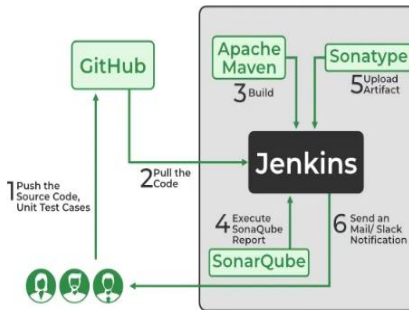 GitHub
Apache
Maven
Sonatype
3 Build
5 Upload
Artifact
Jenkins
1 Push the
Source Code,
Unit Test Cases
2 Pull the
Code
4 Execute
SonaQube
Report
6 Send an
Mail/ Slack
Notification
SonarQube